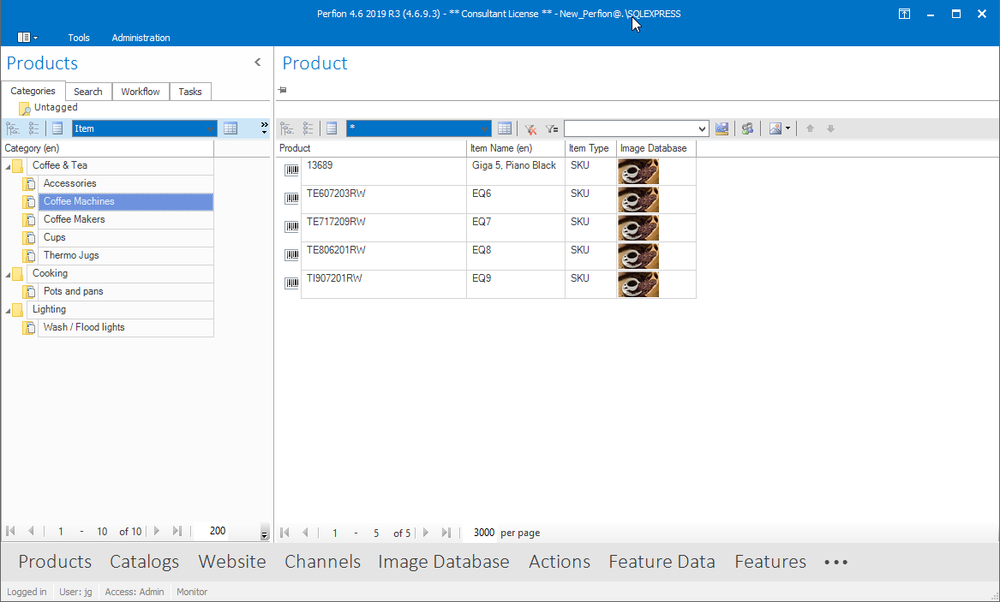 Perfion 4.6 2019 R3 (4.6.9.3) - ** Consultant License ** - New_Perfion@.\SQLEXPRESS
Tools Administration
Products
Categories Search Workflow Tasks
Untagged
Item
Category (en)
Coffee & Tea
Accessories
Coffee Machines
Coffee Makers
Cups
Thermo Jugs
Cooking
Pots and pans
Lighting
Wash / Flood lights
1 - 10 of 10 200
Product
*
Product Item Name (en) Item Type Image Database
13689 Giga 5, Piano Black SKU
TE607203RW EQ6 SKU
TE717209RW EQ7 SKU
TE806201RW EQ8 SKU
TI907201RW EQ9 SKU
1 - 5 of 5 3000 per page
Products Catalogs Website Channels Image Database Actions Feature Data Features •••
Logged in User: jg Access: Admin Monitor